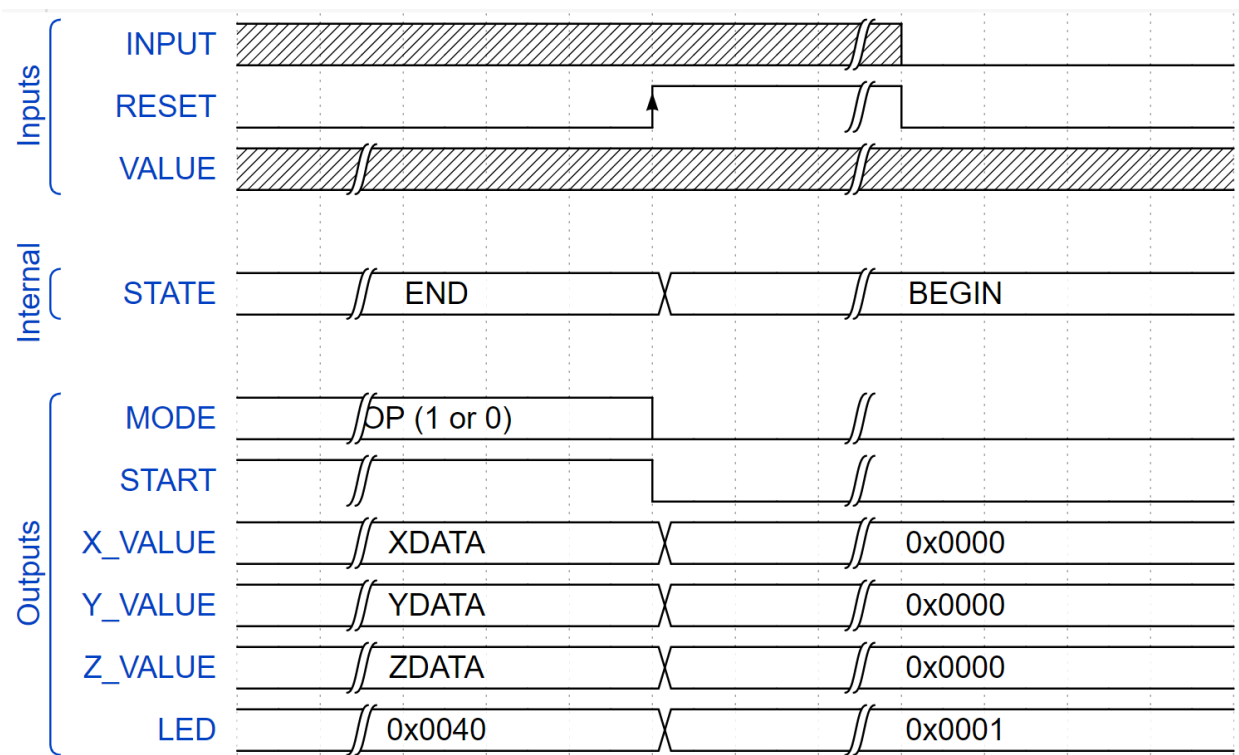 Inputs
INPUT
RESET
VALUE
Internal
STATE END BEGIN
Outputs
MODE OP (1 or 0)
START
X_VALUE XDATA 0x0000
Y_VALUE YDATA 0x0000
Z_VALUE ZDATA 0x0000
LED 0x0040 0x0001